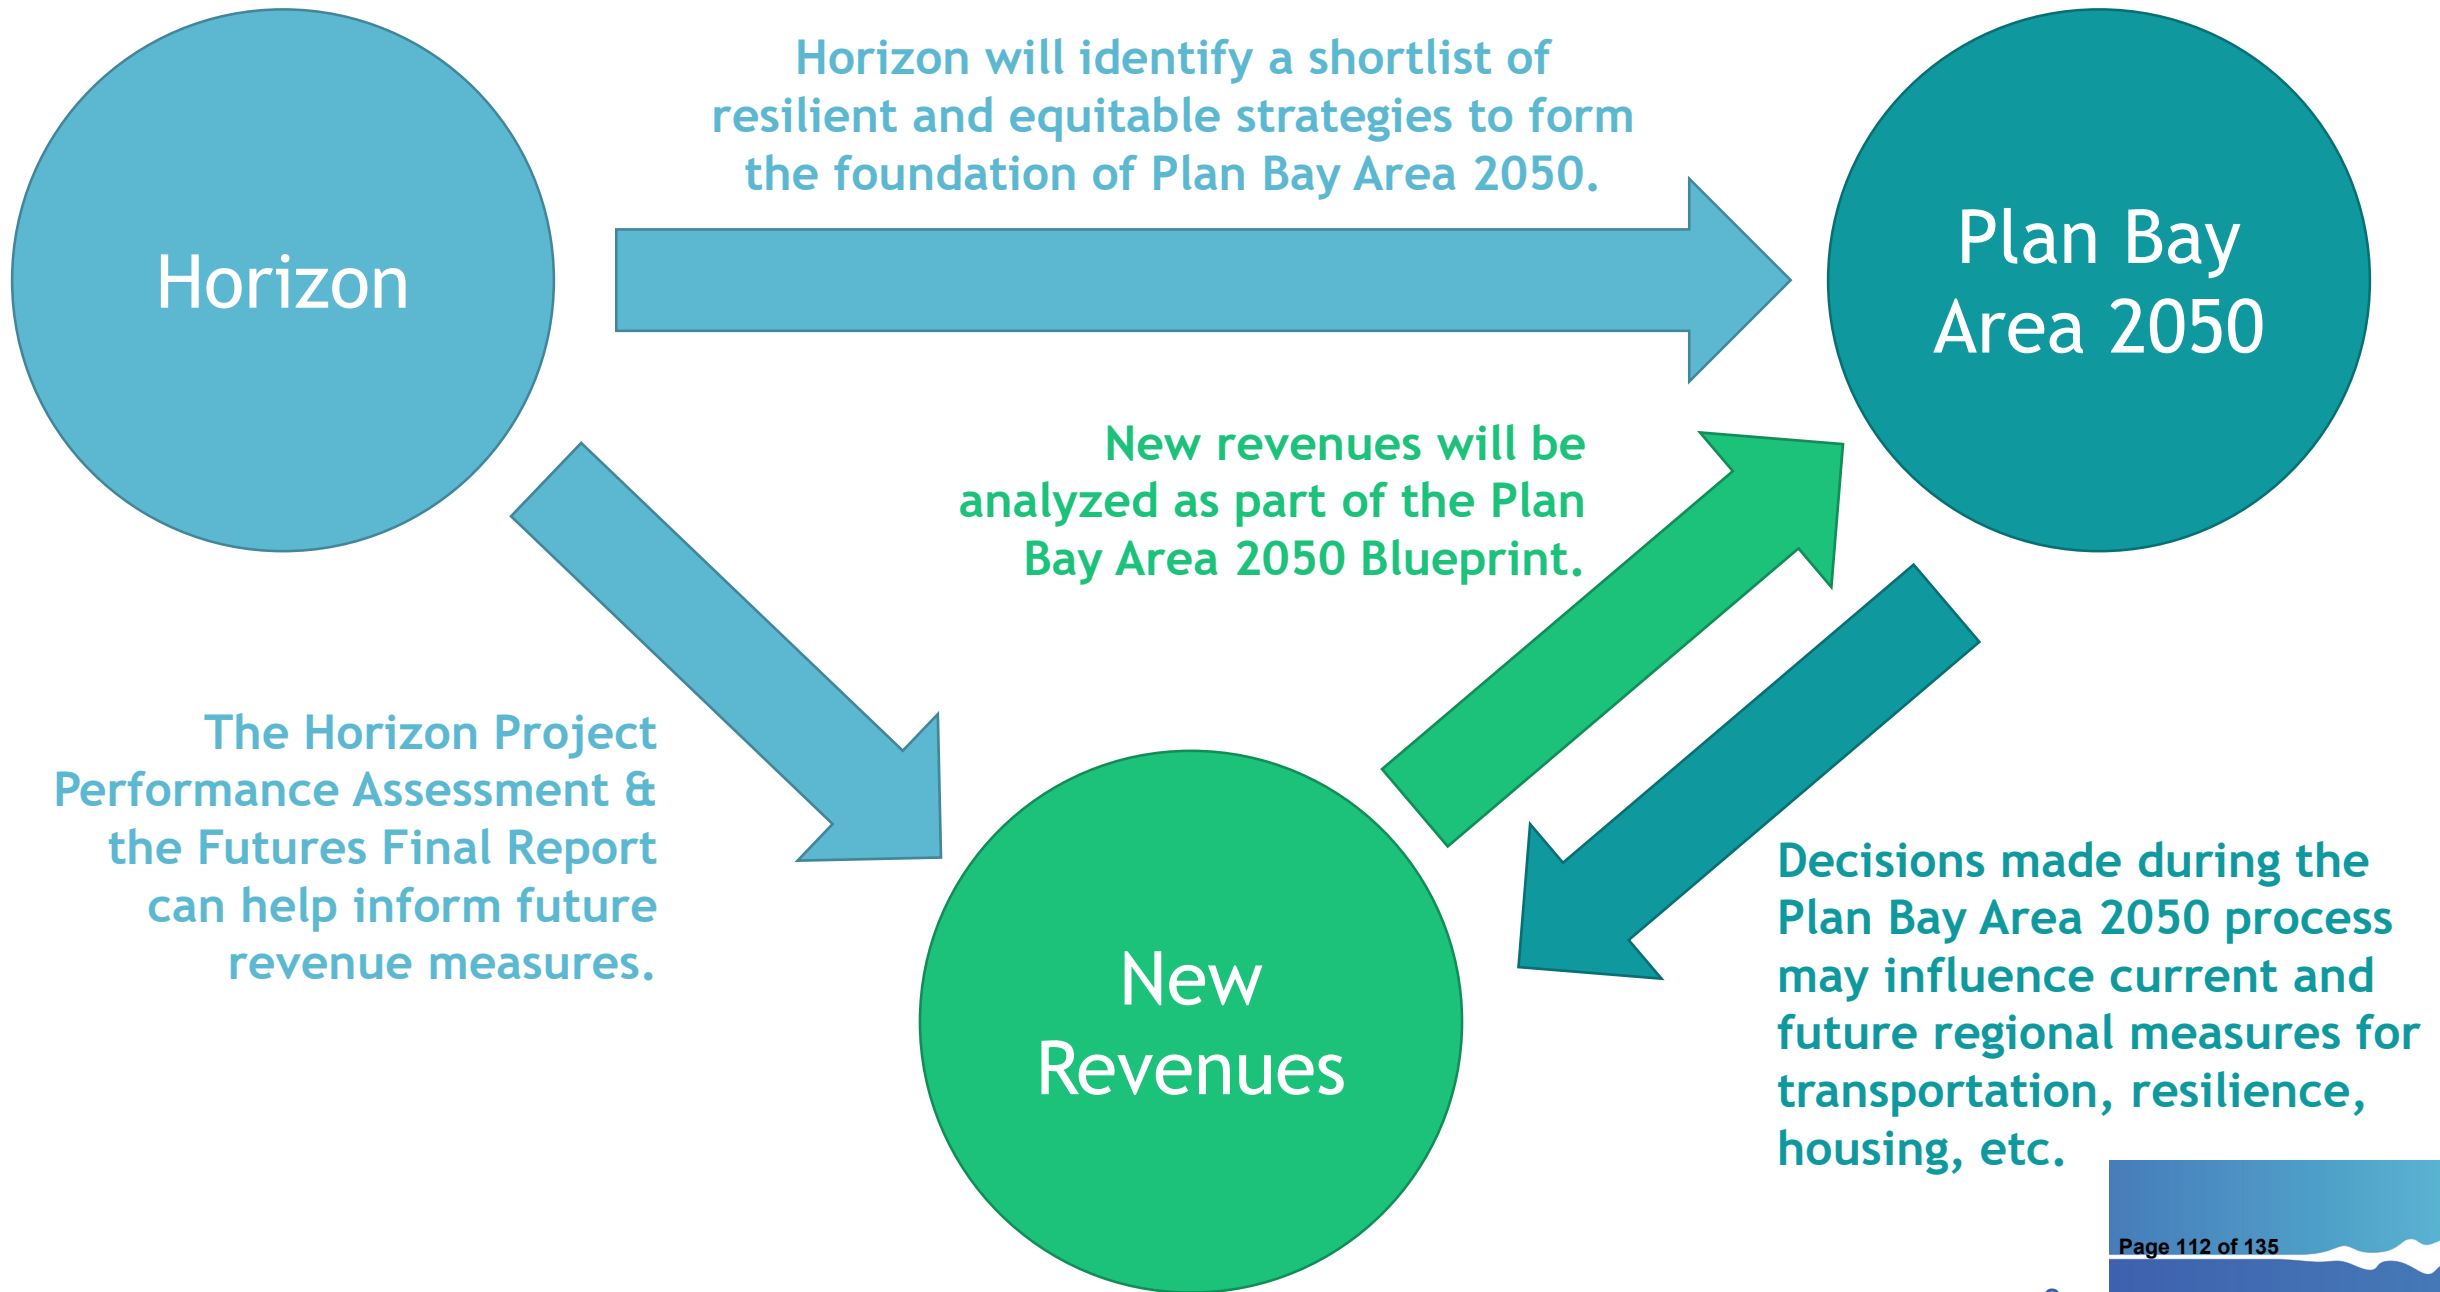 Horizon
Horizon will identify a shortlist of
resilient and equitable strategies to form
the foundation of Plan Bay Area 2050.
Plan Bay
Area 2050
New revenues will be
analyzed as part of the Plan
Bay Area 2050 Blueprint.
The Horizon Project
Performance Assessment &
the Futures Final Report
can help inform future
revenue measures.
New
Revenues
Decisions made during the
Plan Bay Area 2050 process
may influence current and
future regional measures for
transportation, resilience,
housing, etc.
Page 112 of 135